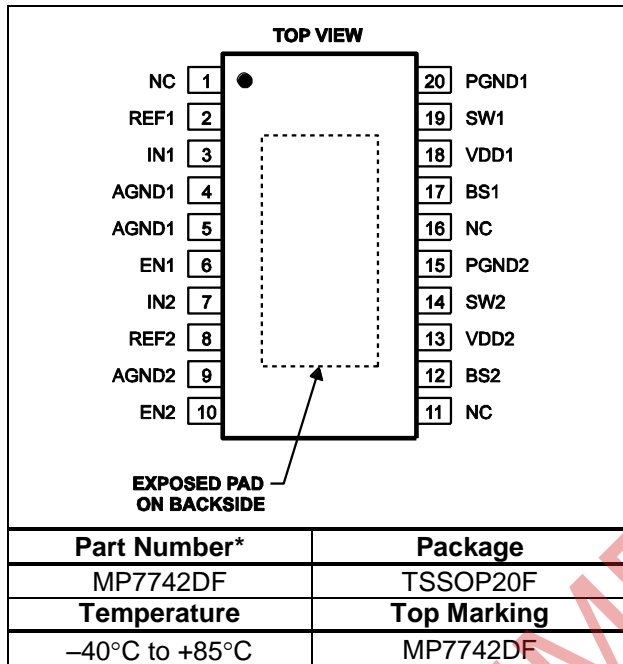 TOP VIEW
NC 1 20 PGND1
REF1 2 19 SW1
IN1 3 18 VDD1
AGND1 4 17 BS1
AGND1 5 16 NC
EN1 6 15 PGND2
IN2 7 14 SW2
REF2 8 13 VDD2
AGND2 9 12 BS2
EN2 10 11 NC
EXPOSED PAD
ON BACKSIDE
Part Number* Package
MP7742DF TSSOP20F
Temperature Top Marking
–40°C to +85°C MP7742DF